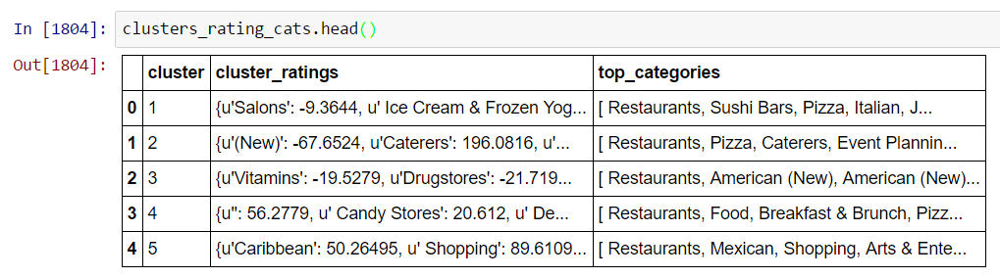 In [1804]: clusters_rating_cats.head()
Out[1804]:
cluster cluster_ratings top_categories
0 1 {u'Salons': -9.3644, u' Ice Cream & Frozen Yog... [ Restaurants, Sushi Bars, Pizza, Italian, J...
1 2 {u'(New)': -67.6524, u'Caterers': 196.0816, u'... [ Restaurants, Pizza, Caterers, Event Plannin...
2 3 {u'Vitamins': -19.5279, u'Drugstores': -21.719... [ Restaurants, American (New), American (New)...
3 4 {u'': 56.2779, u' Candy Stores': 20.612, u' De... [ Restaurants, Food, Breakfast & Brunch, Pizz...
4 5 {u'Caribbean': 50.26495, u' Shopping': 89.6109... [ Restaurants, Mexican, Shopping, Arts & Ente...